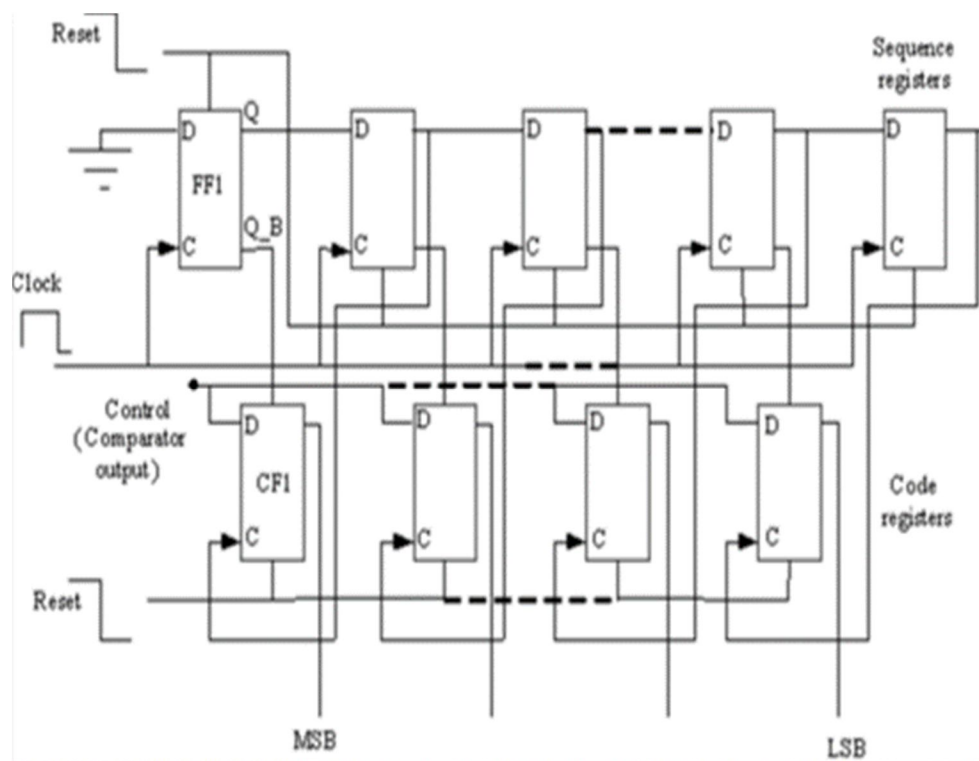 Reset
Sequence
registers
Q
D
D
D
D
D
FF1
Q_B
C
C
C
C
C
Clock
Control
(Comparator
output)
D
D
D
D
CF1
Code
registers
C
C
C
C
Reset
MSB
LSB